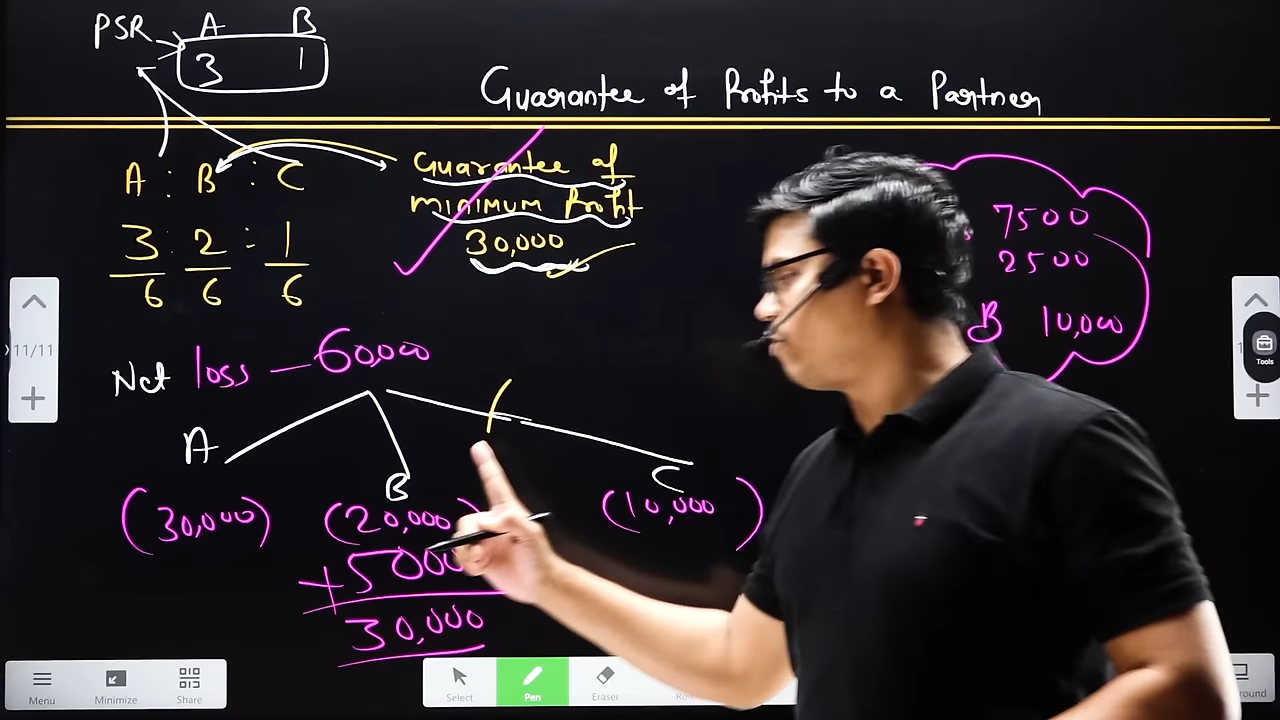 PSR A B
3 1
Guarantee of Profits to a Partner
A : B : C
3 : 2 : 1
6 6 6
Guarantee of
minimum Profit
30,000
7500
2500
B 10,000
Net loss — 60,000
A
B
C
(30,000) (20,000) (10,000)
+ 5000
30,000
11/11
Tools
Menu
Minimize
Share
Select
Pen
Eraser